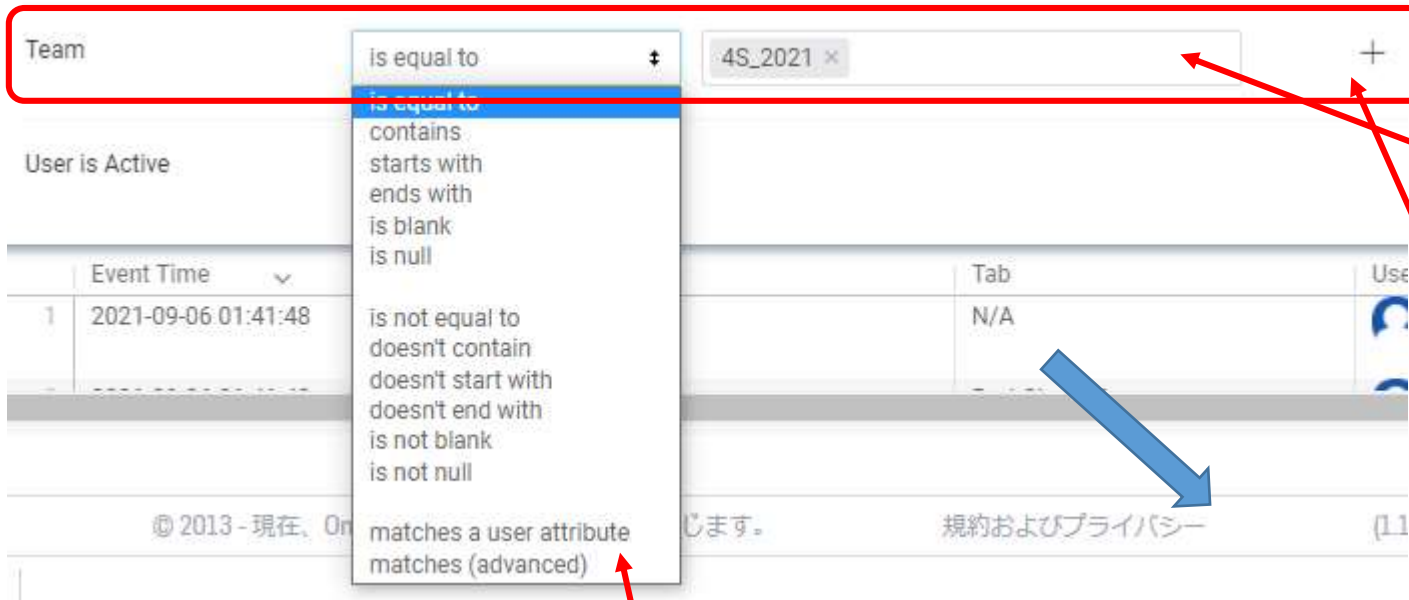 Team
is equal to
4S_2021 ×
+
is equal to
contains
starts with
ends with
is blank
is null
is not equal to
doesn't contain
doesn't start with
doesn't end with
is not blank
is not null
matches a user attribute
matches (advanced)
User is Active
Event Time
Tab
Use
1
2021-09-06 01:41:48
N/A
© 2013 - 現在、On
じます。
規約およびプライバシー
(1.1